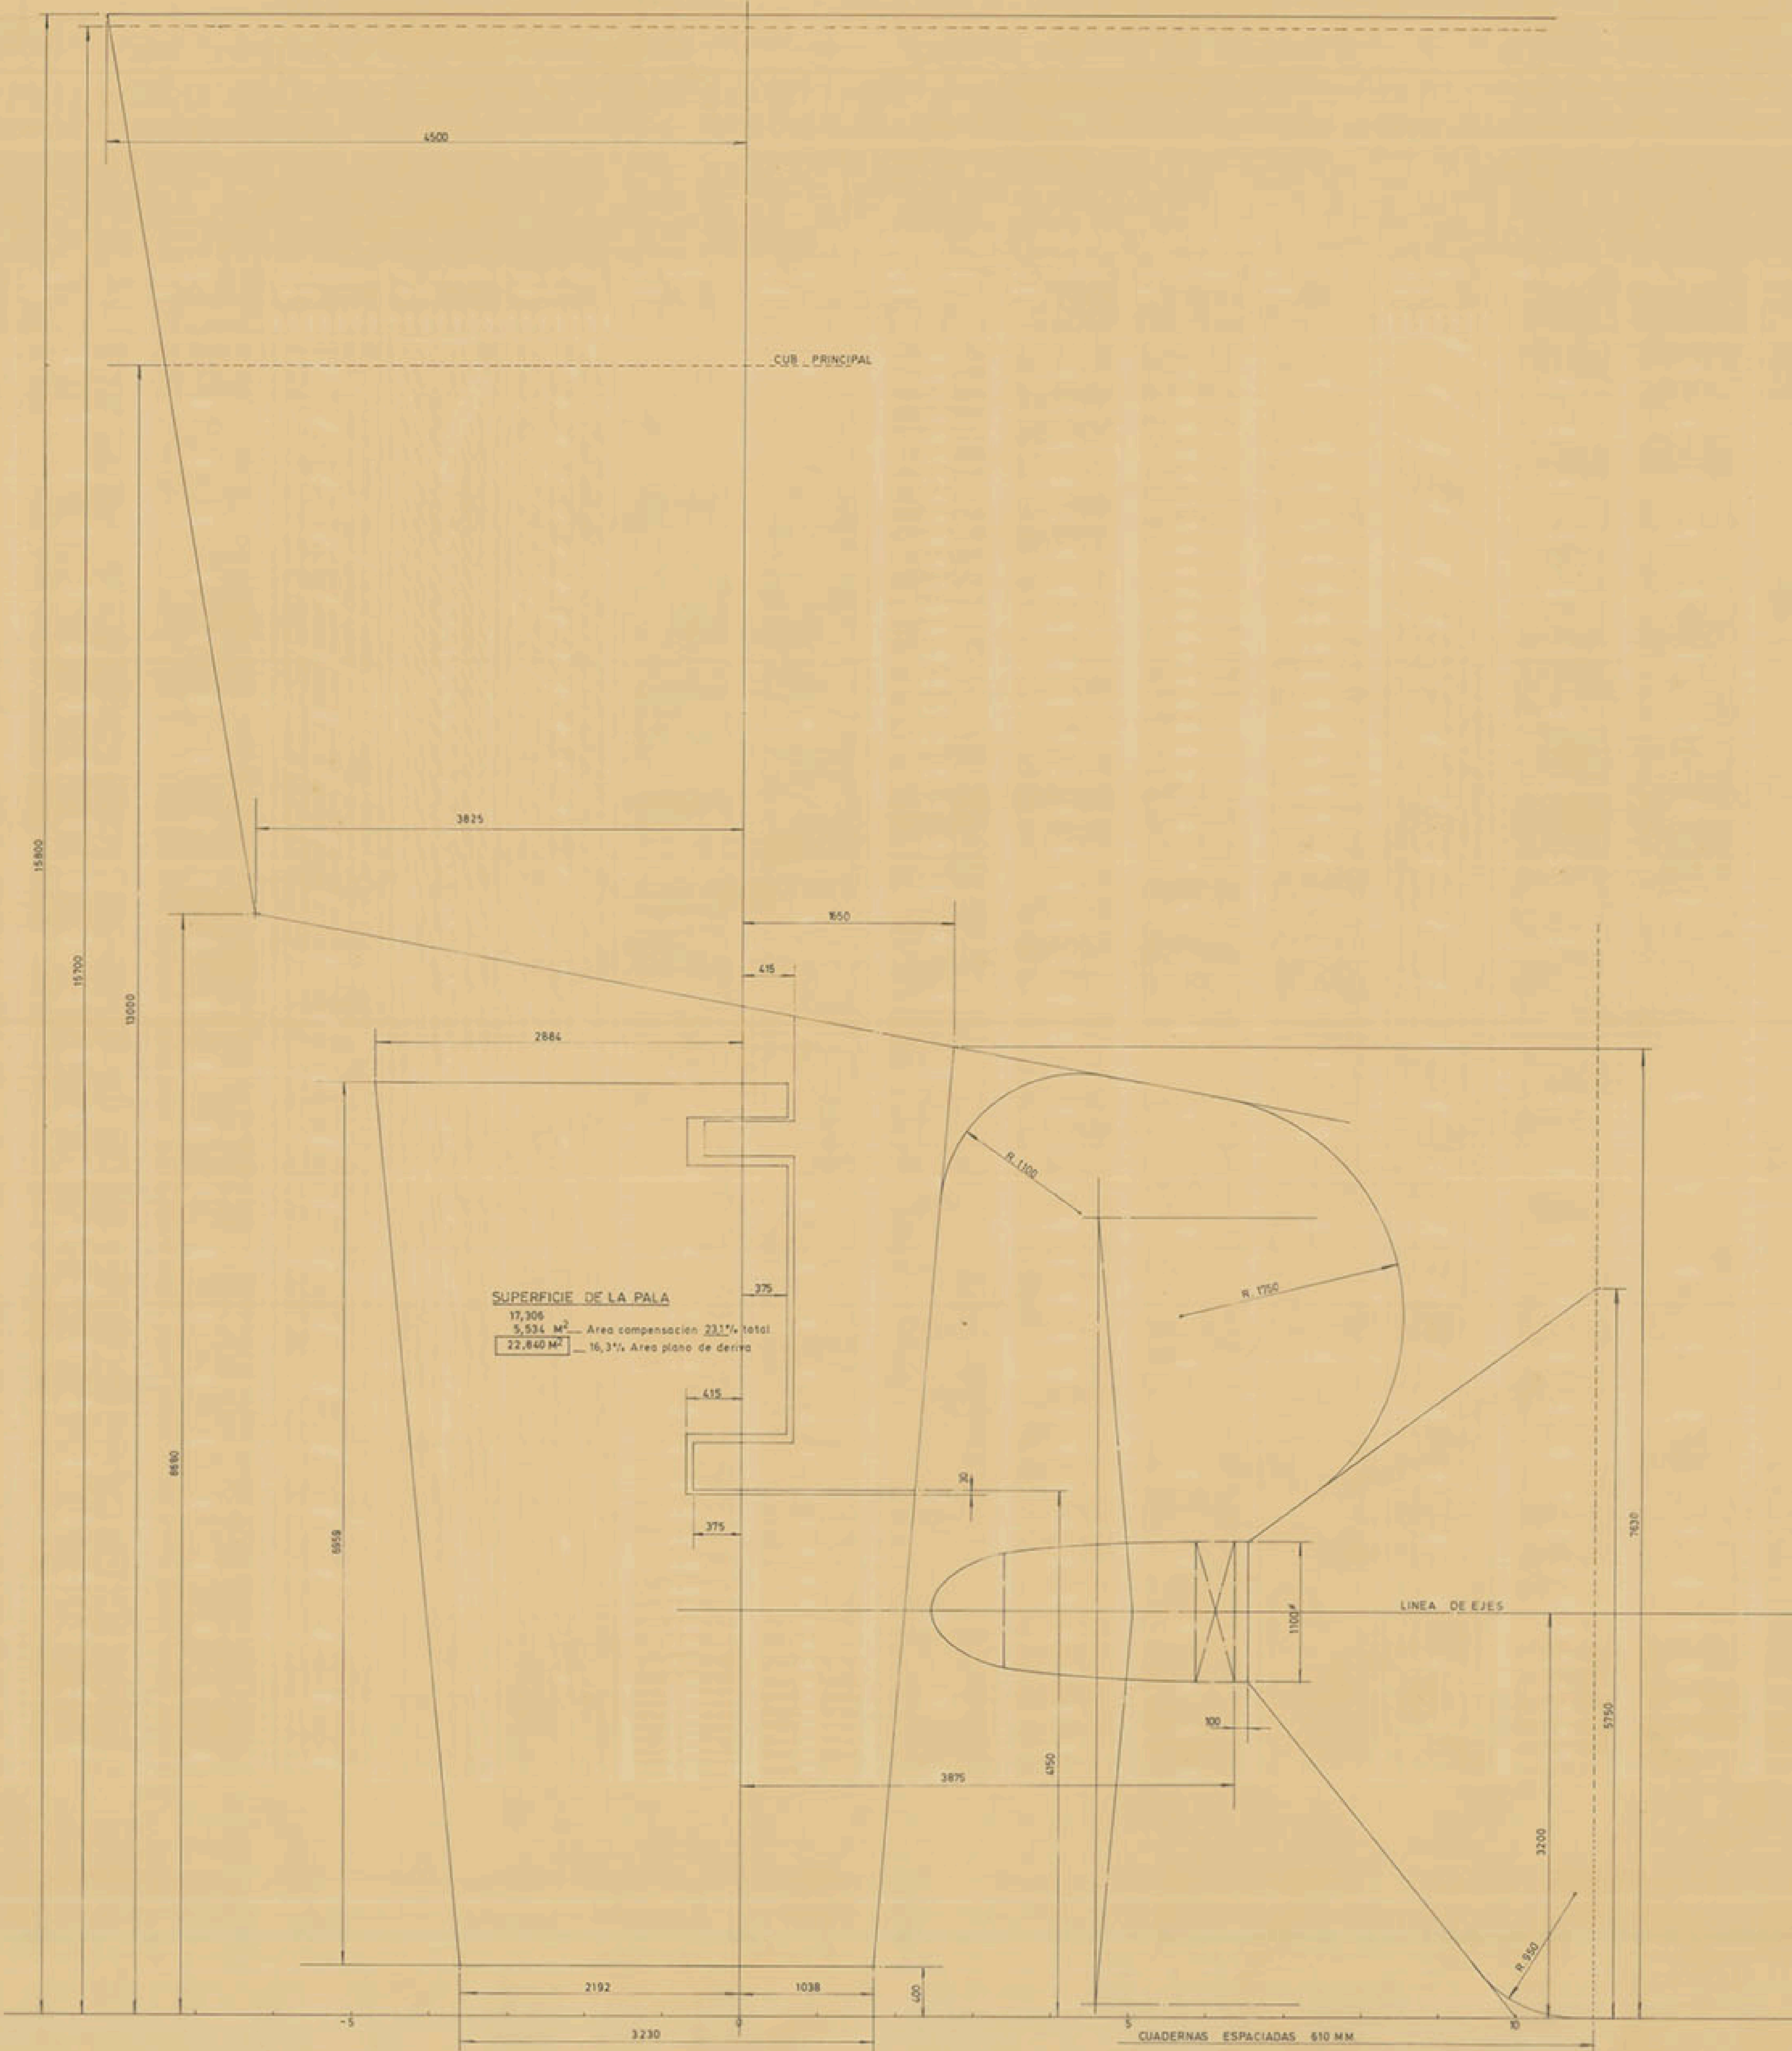 4500
CUB. PRINCIPAL
3825
15800
1650
415
15700
13000
2884
R. 1100
R. 1750
375
SUPERFICIE DE LA PALA
17,306
5,534 M² Area compensacion 23,1% total
22,840 M² 16,3% Area plano de deriva
415
8680
30
375
6959
7630
LINEA DE EJES
1100 ø
5750
100
4150
3875
3200
R. 950
2192
1038
400
-5
0
5
10
3230
CUADERNAS ESPACIADAS 610 MM.